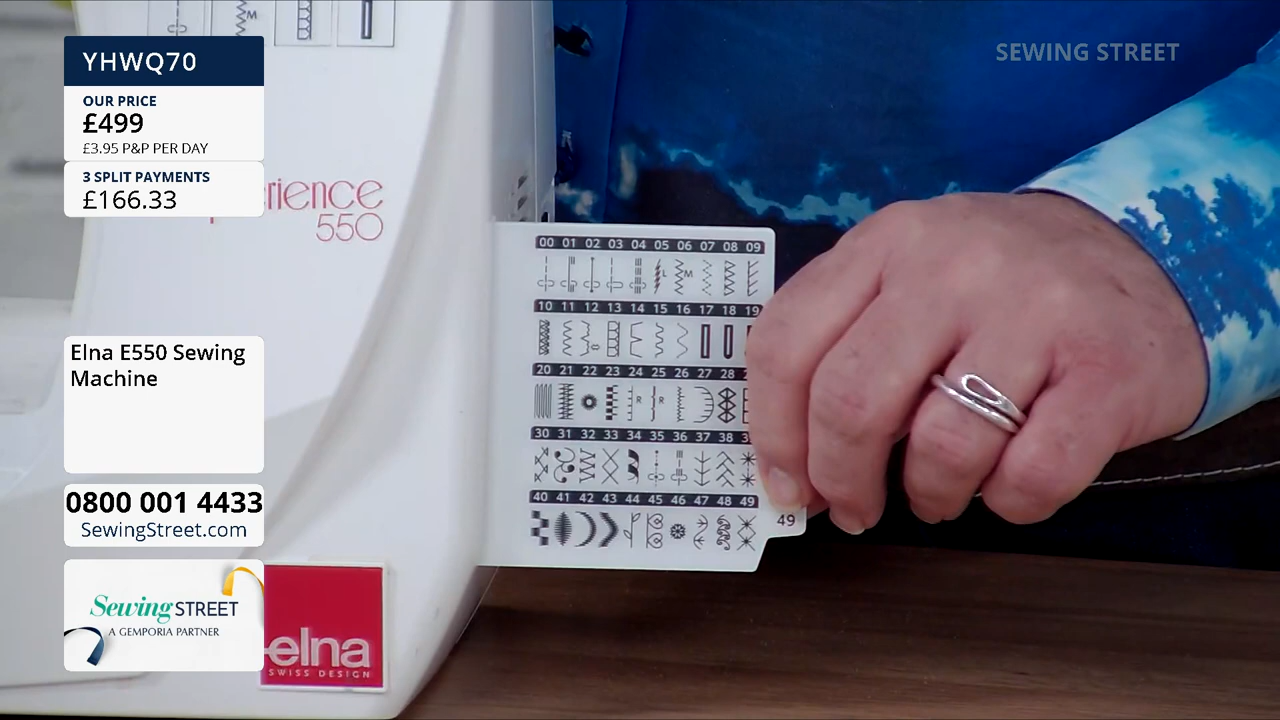 YHWQ70
OUR PRICE
£499
£3.95 P&P PER DAY
3 SPLIT PAYMENTS
£166.33
Elna E550 Sewing
Machine
0800 001 4433
SewingStreet.com
Sewing STREET
A GEMPORIA PARTNER
SEWING STREET
M
rience
550
00 01 02 03 04 05 06 07 08 09
L M
10 11 12 13 14 15 16 17 18 19
20 21 22 23 24 25 26 27 28
R R
30 31 32 33 34 35 36 37 38
40 41 42 43 44 45 46 47 48 49
49
elna
SWISS DESIGN